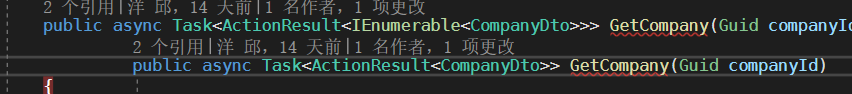 2 个引用|洋 邱，14 天前|1 名作者，1 项更改
public async Task<ActionResult<IEnumerable<CompanyDto>>> GetCompany(Guid companyId
2 个引用|洋 邱，14 天前|1 名作者，1 项更改
public async Task<ActionResult<CompanyDto>> GetCompany(Guid companyId)
{